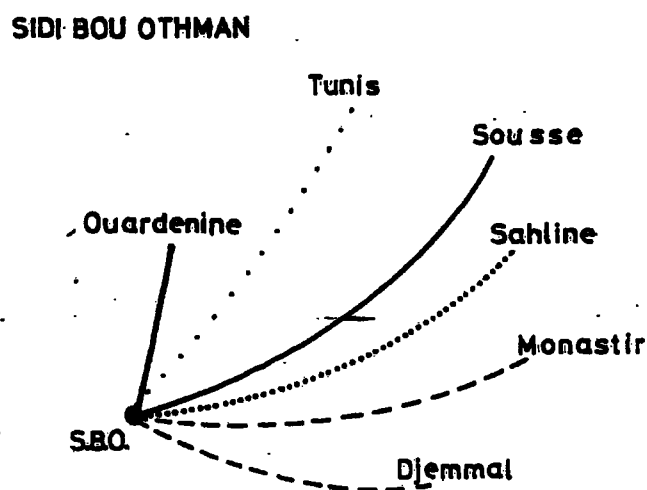 SIDI BOU OTHMAN
Tunis
Sousse
Ouardenine
Sahline
Monastir
S.B.O.
Djemmal